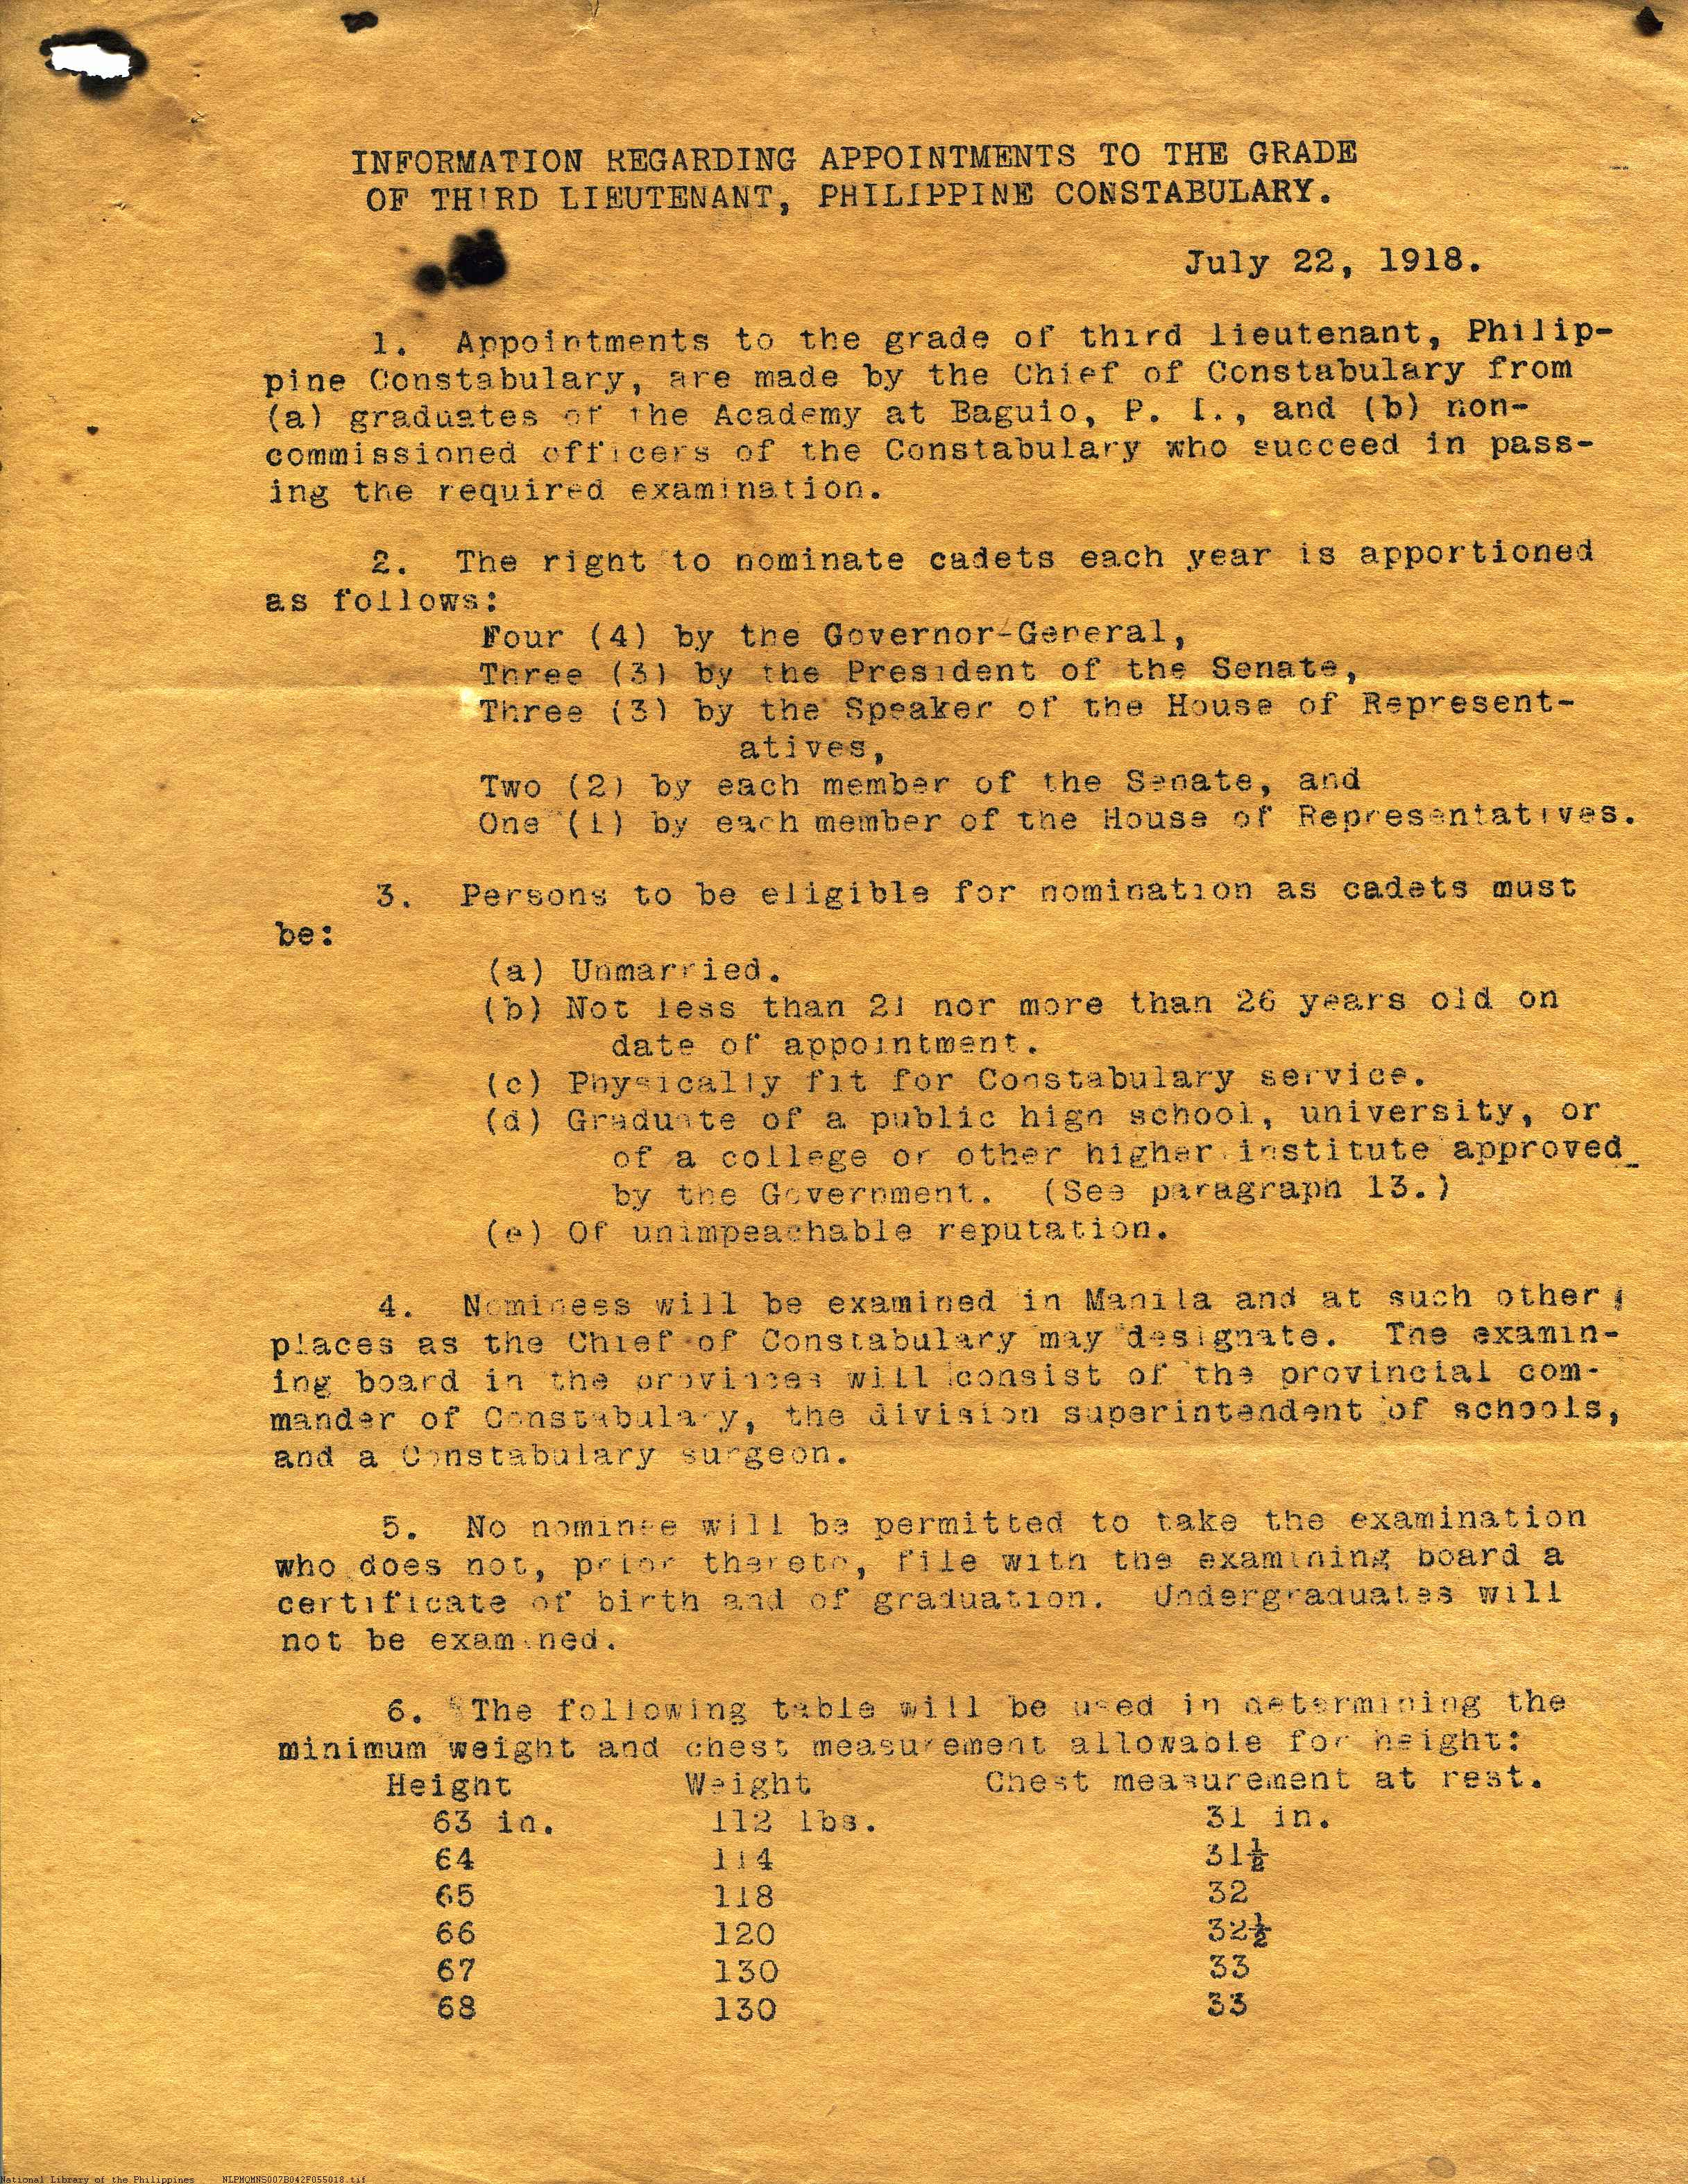 INFORMATION REGARDING APPOINTMENTS TO THE GRADE
OF THIRD LIEUTENANT, PHILIPPINE CONSTABULARY.
July 22, 1918.
1. Appointments to the grade of third lieutenant, Philip-
pine Constabulary, are made by the Chief of Constabulary from
(a) graduates of the Academy at Baguio, P. I., and (b) non-
commissioned officers of the Constabulary who succeed in pass-
ing the required examination.
2. The right to nominate cadets each year is apportioned
as follows:
Four (4) by the Governor-General,
Three (3) by the President of the Senate,
Three (3) by the Speaker of the House of Represent-
atives,
Two (2) by each member of the Senate, and
One (1) by each member of the House of Representatives.
3. Persons to be eligible for nomination as cadets must
be:
(a) Unmarried.
(b) Not less than 21 nor more than 26 years old on
date of appointment.
(c) Physically fit for Constabulary service.
(d) Graduate of a public high school, university, or
of a college or other higher institute approved
by the Government. (See paragraph 13.)
(e) Of unimpeachable reputation.
4. Nominees will be examined in Manila and at such other
places as the Chief of Constabulary may designate. The examin-
ing board in the provinces will consist of the provincial com-
mander of Constabulary, the division superintendent of schools,
and a Constabulary surgeon.
5. No nominee will be permitted to take the examination
who does not, prior thereto, file with the examining board a
certificate of birth and of graduation. Undergraduates will
not be examined.
6. The following table will be used in determining the
minimum weight and chest measurement allowable for height:
Height Weight Chest measurement at rest.
63 in. 112 lbs. 31 in.
64 114 31½
65 118 32
66 120 32½
67 130 33
68 130 33
National Library of the Philippines NLPMQMNS007B042F055018.tif